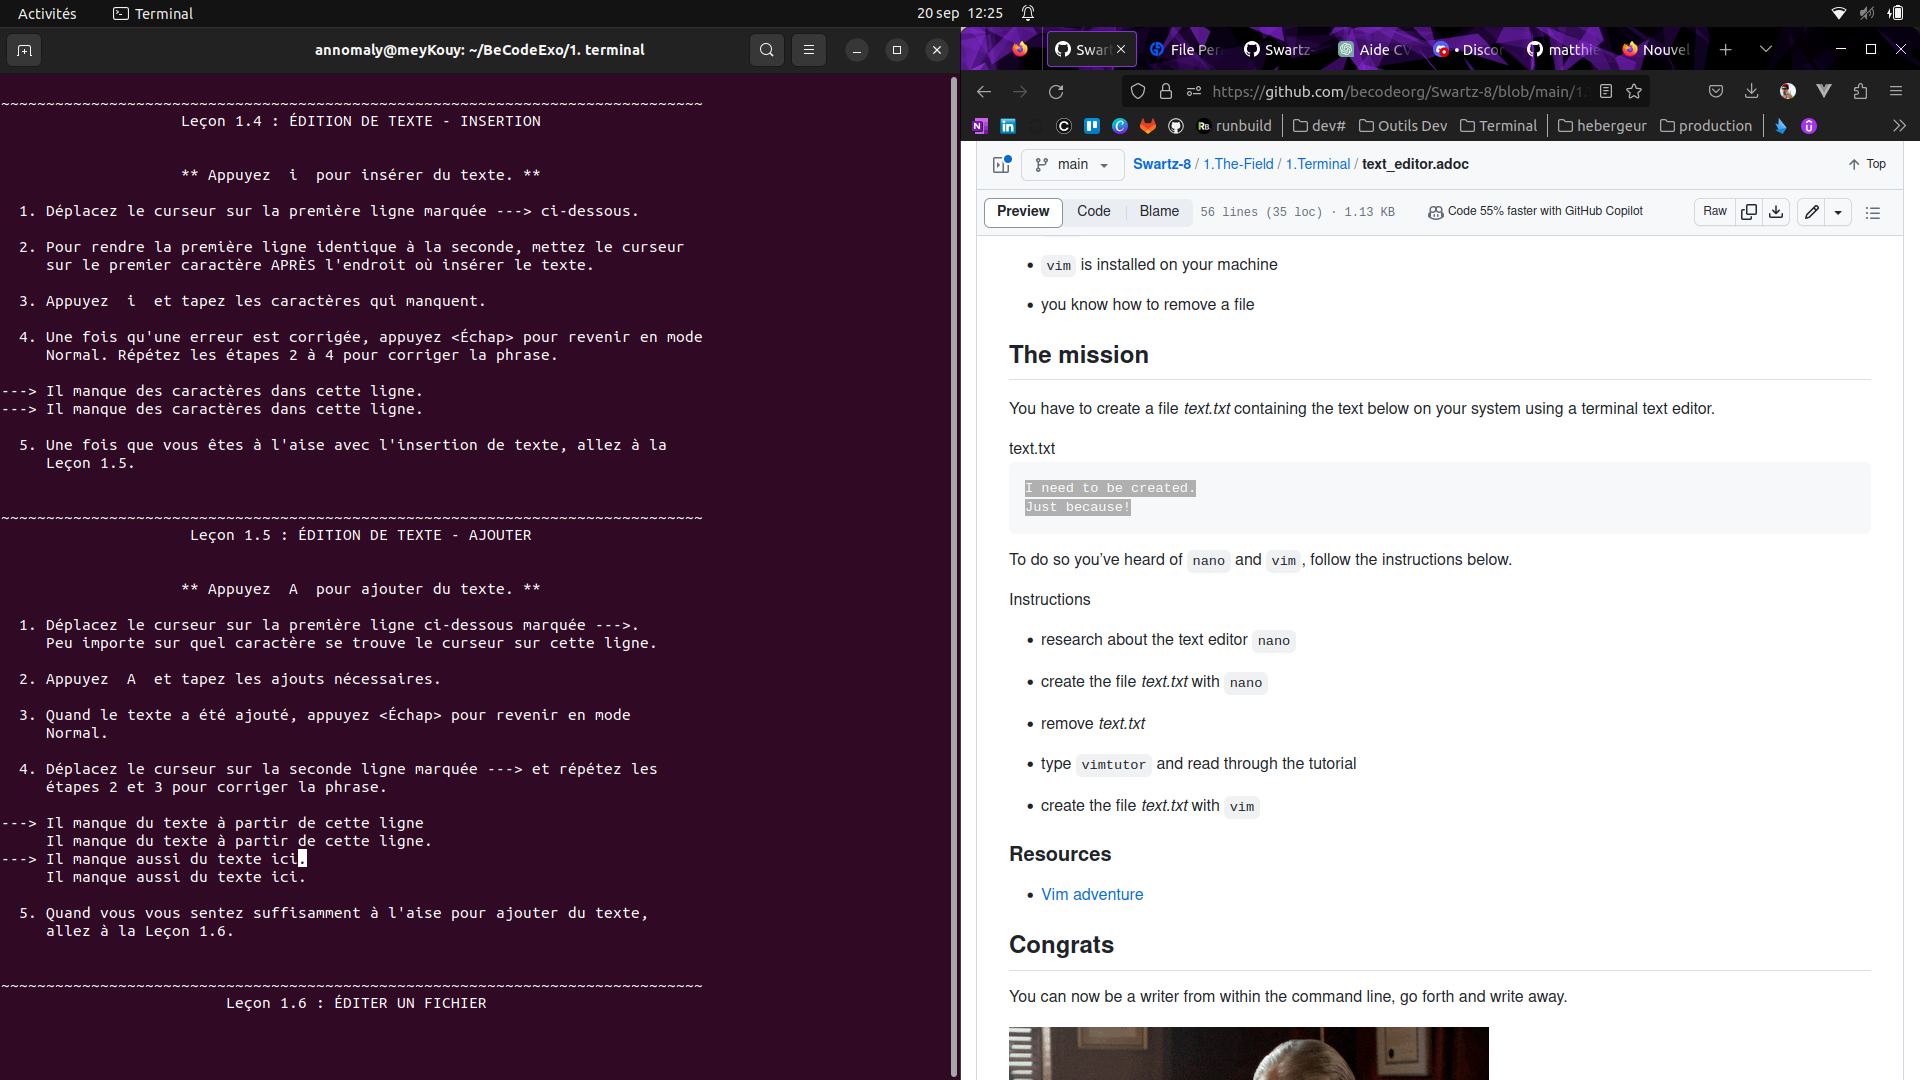 Activités
Terminal
20 sep 12:25
annomaly@meyKouy: ~/BeCodeExo/1. terminal
~~~~~~~~~~~~~~~~~~~~~~~~~~~~~~~~~~~~~~~~~~~~~~~~~~~~~~~~~~~~~~~~~~~~~~~~~~~~~~
Leçon 1.4 : ÉDITION DE TEXTE - INSERTION
** Appuyez  i  pour insérer du texte. **
1. Déplacez le curseur sur la première ligne marquée ---> ci-dessous.
2. Pour rendre la première ligne identique à la seconde, mettez le curseur
sur le premier caractère APRÈS l'endroit où insérer le texte.
3. Appuyez  i  et tapez les caractères qui manquent.
4. Une fois qu'une erreur est corrigée, appuyez <Échap> pour revenir en mode
Normal. Répétez les étapes 2 à 4 pour corriger la phrase.
---> Il manque des caractères dans cette ligne.
---> Il manque des caractères dans cette ligne.
5. Une fois que vous êtes à l'aise avec l'insertion de texte, allez à la
Leçon 1.5.
~~~~~~~~~~~~~~~~~~~~~~~~~~~~~~~~~~~~~~~~~~~~~~~~~~~~~~~~~~~~~~~~~~~~~~~~~~~~~~
Leçon 1.5 : ÉDITION DE TEXTE - AJOUTER
** Appuyez  A  pour ajouter du texte. **
1. Déplacez le curseur sur la première ligne ci-dessous marquée --->.
Peu importe sur quel caractère se trouve le curseur sur cette ligne.
2. Appuyez  A  et tapez les ajouts nécessaires.
3. Quand le texte a été ajouté, appuyez <Échap> pour revenir en mode
Normal.
4. Déplacez le curseur sur la seconde ligne marquée ---> et répétez les
étapes 2 et 3 pour corriger la phrase.
---> Il manque du texte à partir de cette ligne
Il manque du texte à partir de cette ligne.
---> Il manque aussi du texte ici.
Il manque aussi du texte ici.
5. Quand vous vous sentez suffisamment à l'aise pour ajouter du texte,
allez à la Leçon 1.6.
~~~~~~~~~~~~~~~~~~~~~~~~~~~~~~~~~~~~~~~~~~~~~~~~~~~~~~~~~~~~~~~~~~~~~~~~~~~~~~
Leçon 1.6 : ÉDITER UN FICHIER
Swart
File Per
Swartz-
Aide CV
• Discor
matthie
Nouvel
https://github.com/becodeorg/Swartz-8/blob/main/1.
runbuild
dev#
Outils Dev
Terminal
hebergeur
production
main
Swartz-8 / 1.The-Field / 1.Terminal / text_editor.adoc
Top
Preview
Code
Blame
56 lines (35 loc) · 1.13 KB
Code 55% faster with GitHub Copilot
Raw
• vim is installed on your machine
• you know how to remove a file
The mission
You have to create a file text.txt containing the text below on your system using a terminal text editor.
text.txt
I need to be created.
Just because!
To do so you’ve heard of nano and vim, follow the instructions below.
Instructions
• research about the text editor nano
• create the file text.txt with nano
• remove text.txt
• type vimtutor and read through the tutorial
• create the file text.txt with vim
Resources
• Vim adventure
Congrats
You can now be a writer from within the command line, go forth and write away.